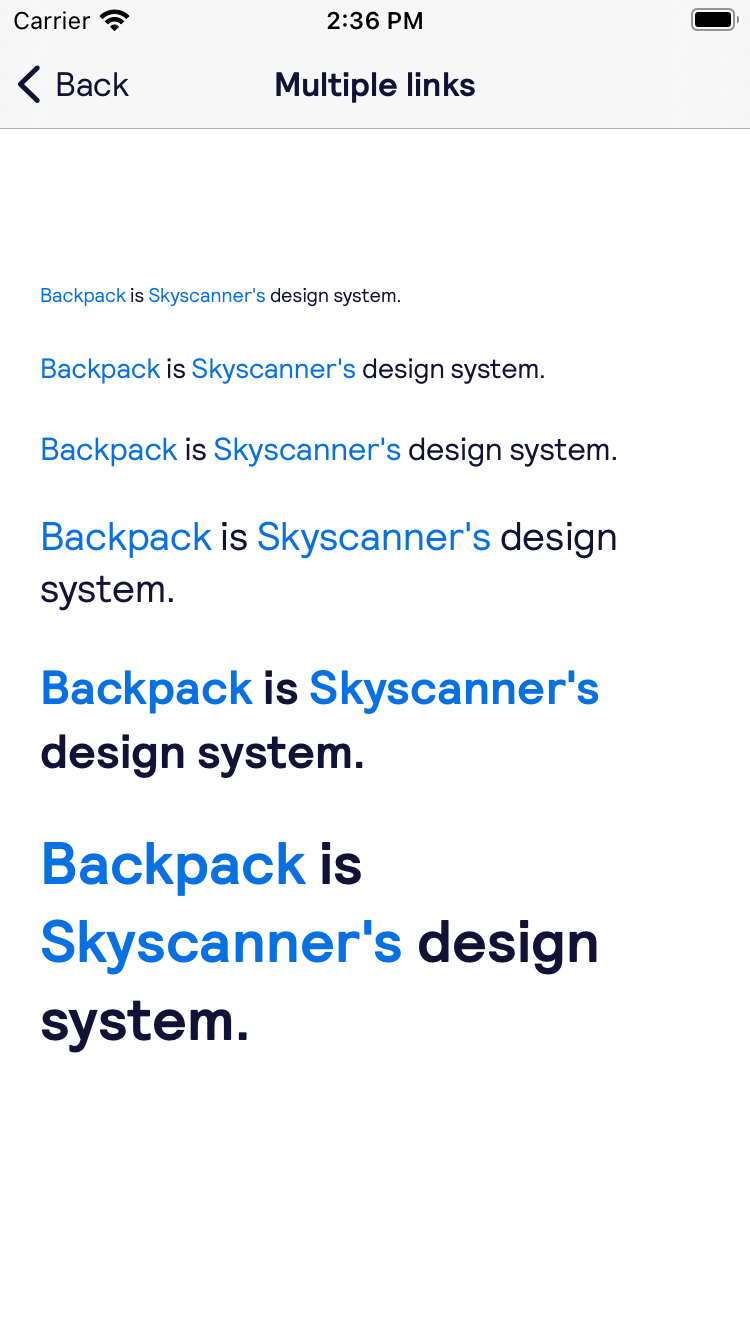 Carrier 2:36 PM
Back Multiple links
Backpack is Skyscanner's design system.
Backpack is Skyscanner's design system.
Backpack is Skyscanner's design system.
Backpack is Skyscanner's design
system.
Backpack is Skyscanner's
design system.
Backpack is
Skyscanner's design
system.